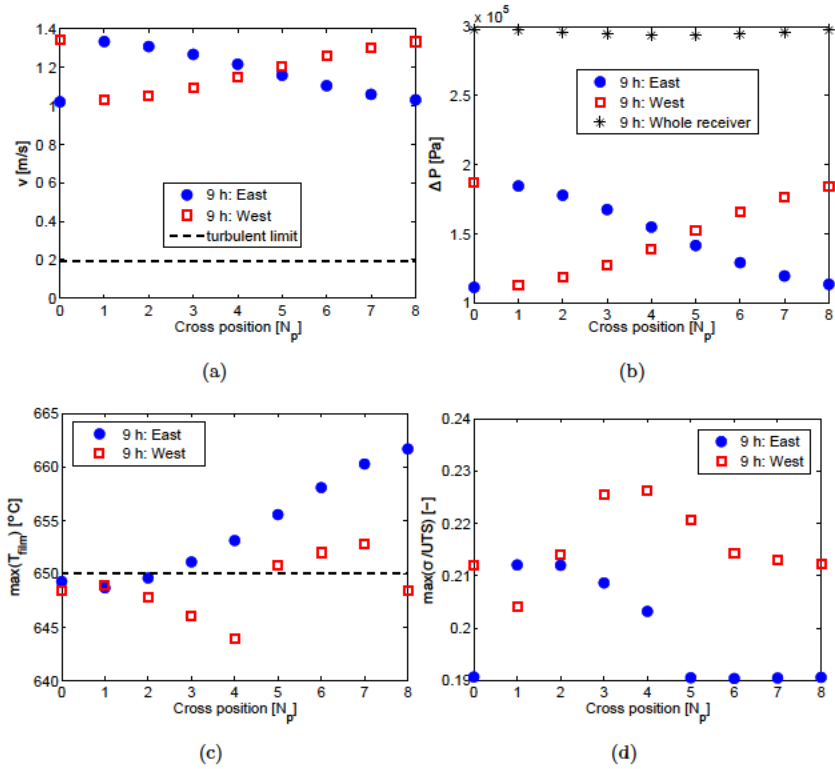 1.4
1.2
1
0 8
0 6
0 4
0 2
0
v [m/s]
9 h: East
9 h: West
turbulent limit
0 1 2 3 4 5 6 7 8
Cross position [N_p]
(a)
3 x 10^5
2.5
2
1.5
1
Δ P [Pa]
9 h: East
9 h: West
9 h: Whole receiver
0 1 2 3 4 5 6 7 8
Cross position [N_p]
(b)
665
660
655
650
645
640
max(T_film) [ºC]
9 h: East
9 h: West
0 1 2 3 4 5 6 7 8
Cross position [N_p]
(c)
0.24
0.23
0.22
0.21
0.2
0.19
max(σ/UTS) [−]
9 h: East
9 h: West
0 1 2 3 4 5 6 7 8
Cross position [N_p]
(d)